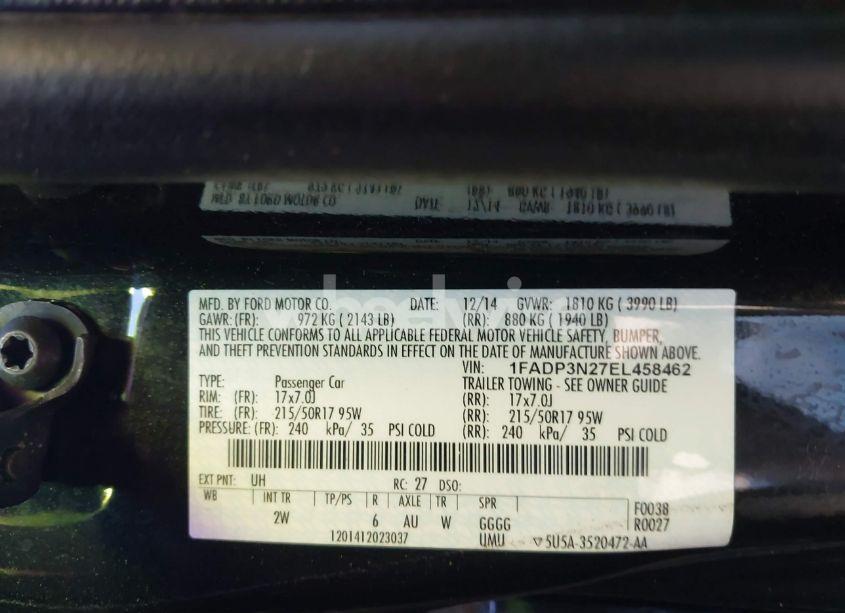 MFD. BY FORD MOTOR CO. DATE: 12/14 GVWR: 1810 KG ( 3990 LB)
GAWR: (FR): 972 KG ( 2143 LB) (RR): 880 KG ( 1940 LB)
THIS VEHICLE CONFORMS TO ALL APPLICABLE FEDERAL MOTOR VEHICLE SAFETY, BUMPER,
AND THEFT PREVENTION STANDARDS IN EFFECT ON THE DATE OF MANUFACTURE SHOWN ABOVE.
VIN: 1FADP3N27EL458462
TYPE: Passenger Car TRAILER TOWING - SEE OWNER GUIDE
RIM: (FR): 17x7.0J (RR): 17x7.0J
TIRE: (FR): 215/50R17 95W (RR): 215/50R17 95W
PRESSURE: (FR): 240 kPa/ 35 PSI COLD (RR): 240 kPa/ 35 PSI COLD
EXT PNT: UH RC: 27 DSO:
WB INT TR TP/PS R AXLE TR SPR F0038
2W 6 AU W GGGG R0027
1201412023037 UMU ▽5U5A-3520472-AA